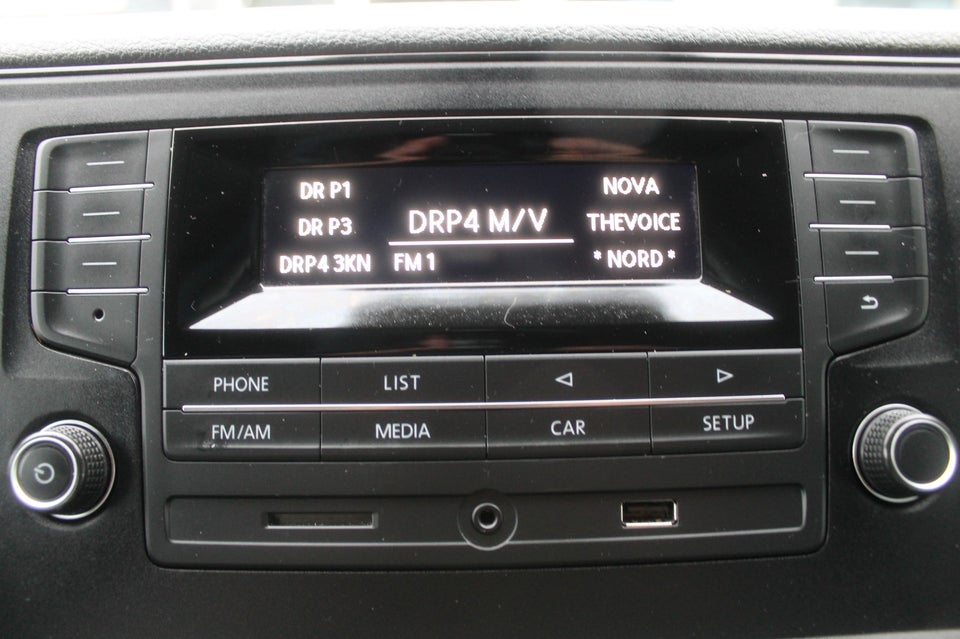 DR P1
NOVA
DR P3
DRP4 M/V
THEVOICE
DRP4 3KN
FM 1
* NORD *
PHONE
LIST
FM/AM
MEDIA
CAR
SETUP